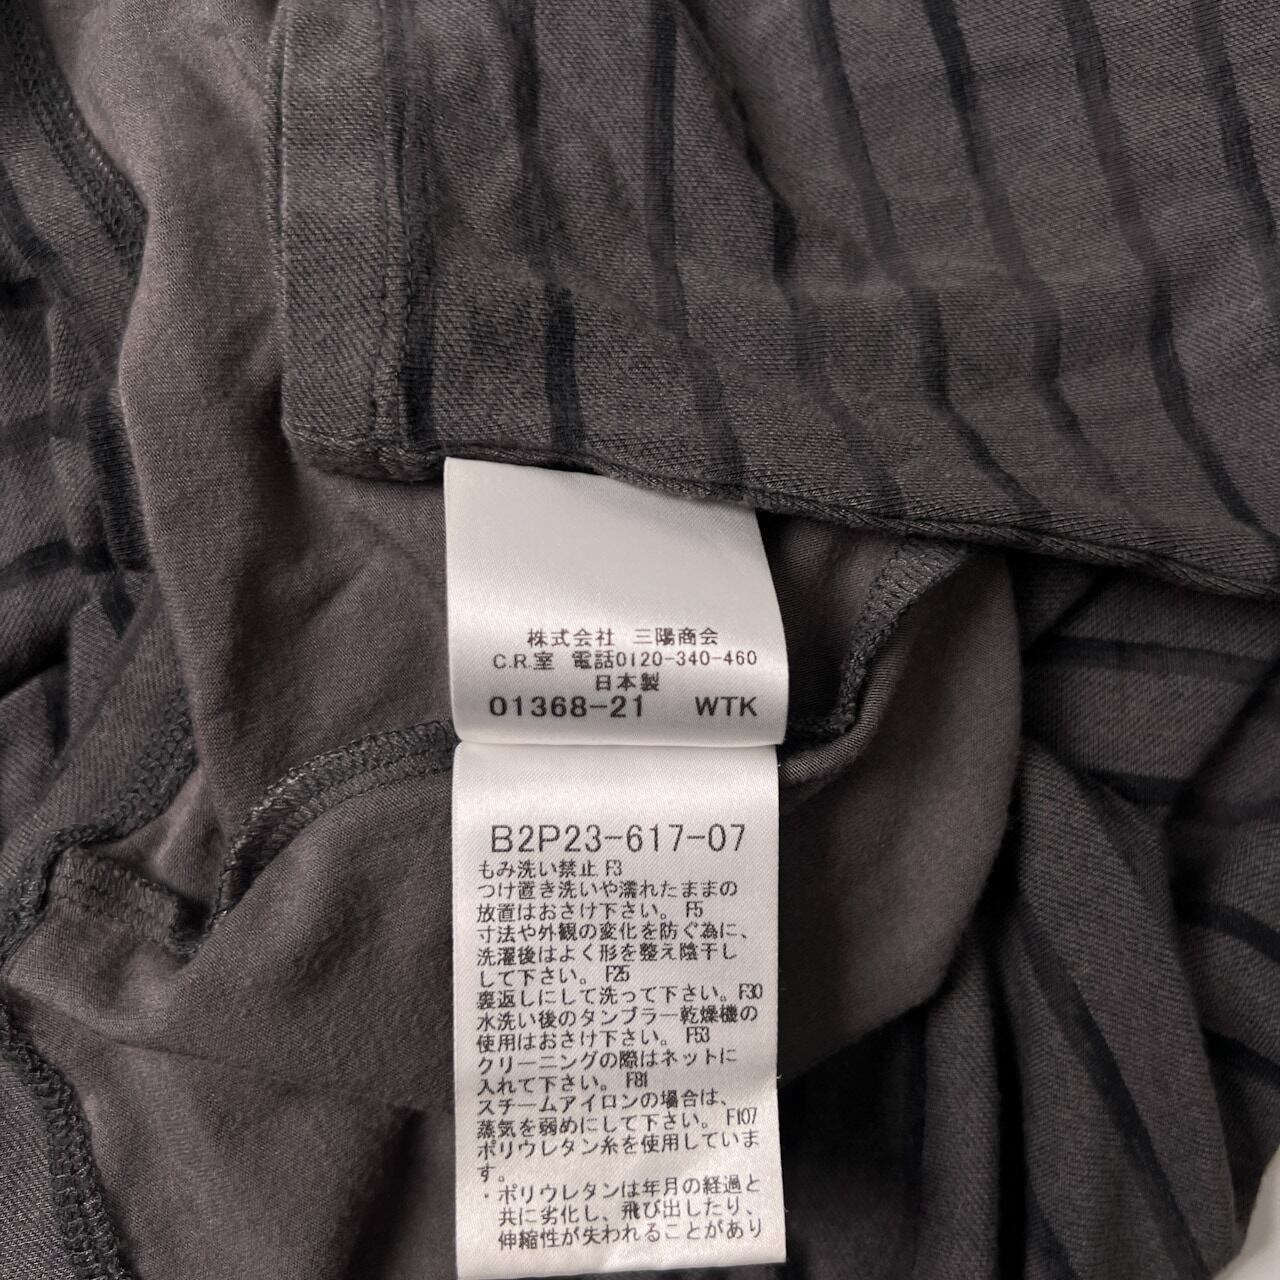 株式会社 三陽商会
C.R.室 電話0120-340-460
日本製
01368-21 WTK
B2P23-617-07
もみ洗い禁止 F3
つけ置き洗いや濡れたままの
放置はおさけ下さい。F5
寸法や外観の変化を防ぐ為に、
洗濯後はよく形を整え陰干し
して下さい。F25
裏返しにして洗って下さい。F30
水洗い後のタンブラー乾燥機の
使用はおさけ下さい。F53
クリーニングの際はネットに
入れて下さい。F81
スチームアイロンの場合は、
蒸気を弱めにして下さい。F107
ポリウレタン糸を使用していま
す。
・ポリウレタンは年月の経過と
共に劣化し、飛び出したり、
伸縮性が失われることがあり